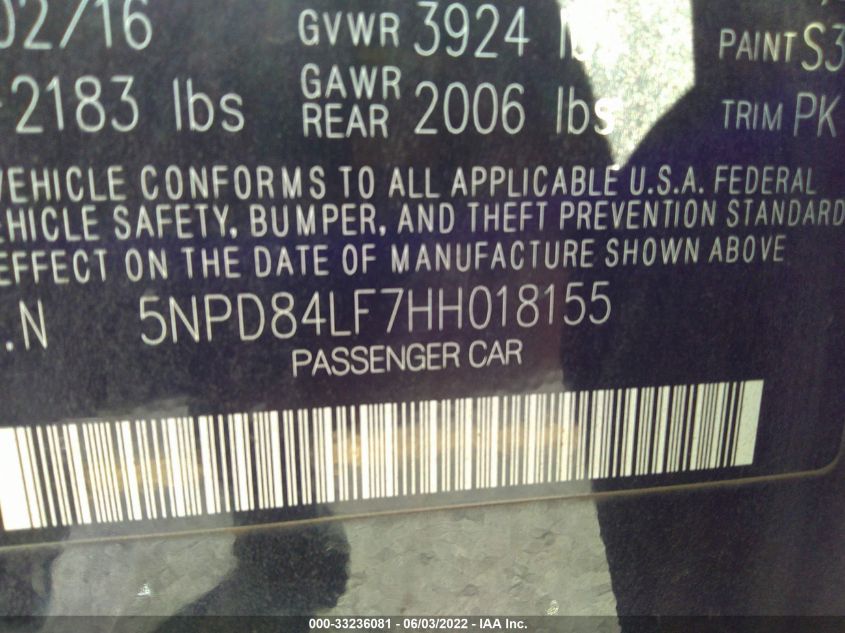 02/16 GVWR 3924 PAINT S3
2183 lbs GAWR REAR 2006 lbs TRIM PK
VEHICLE CONFORMS TO ALL APPLICABLE U.S.A. FEDERAL
VEHICLE SAFETY, BUMPER, AND THEFT PREVENTION STANDARD
EFFECT ON THE DATE OF MANUFACTURE SHOWN ABOVE
.N 5NPD84LF7HH018155
PASSENGER CAR
000-33236081 - 06/03/2022 - IAA Inc.